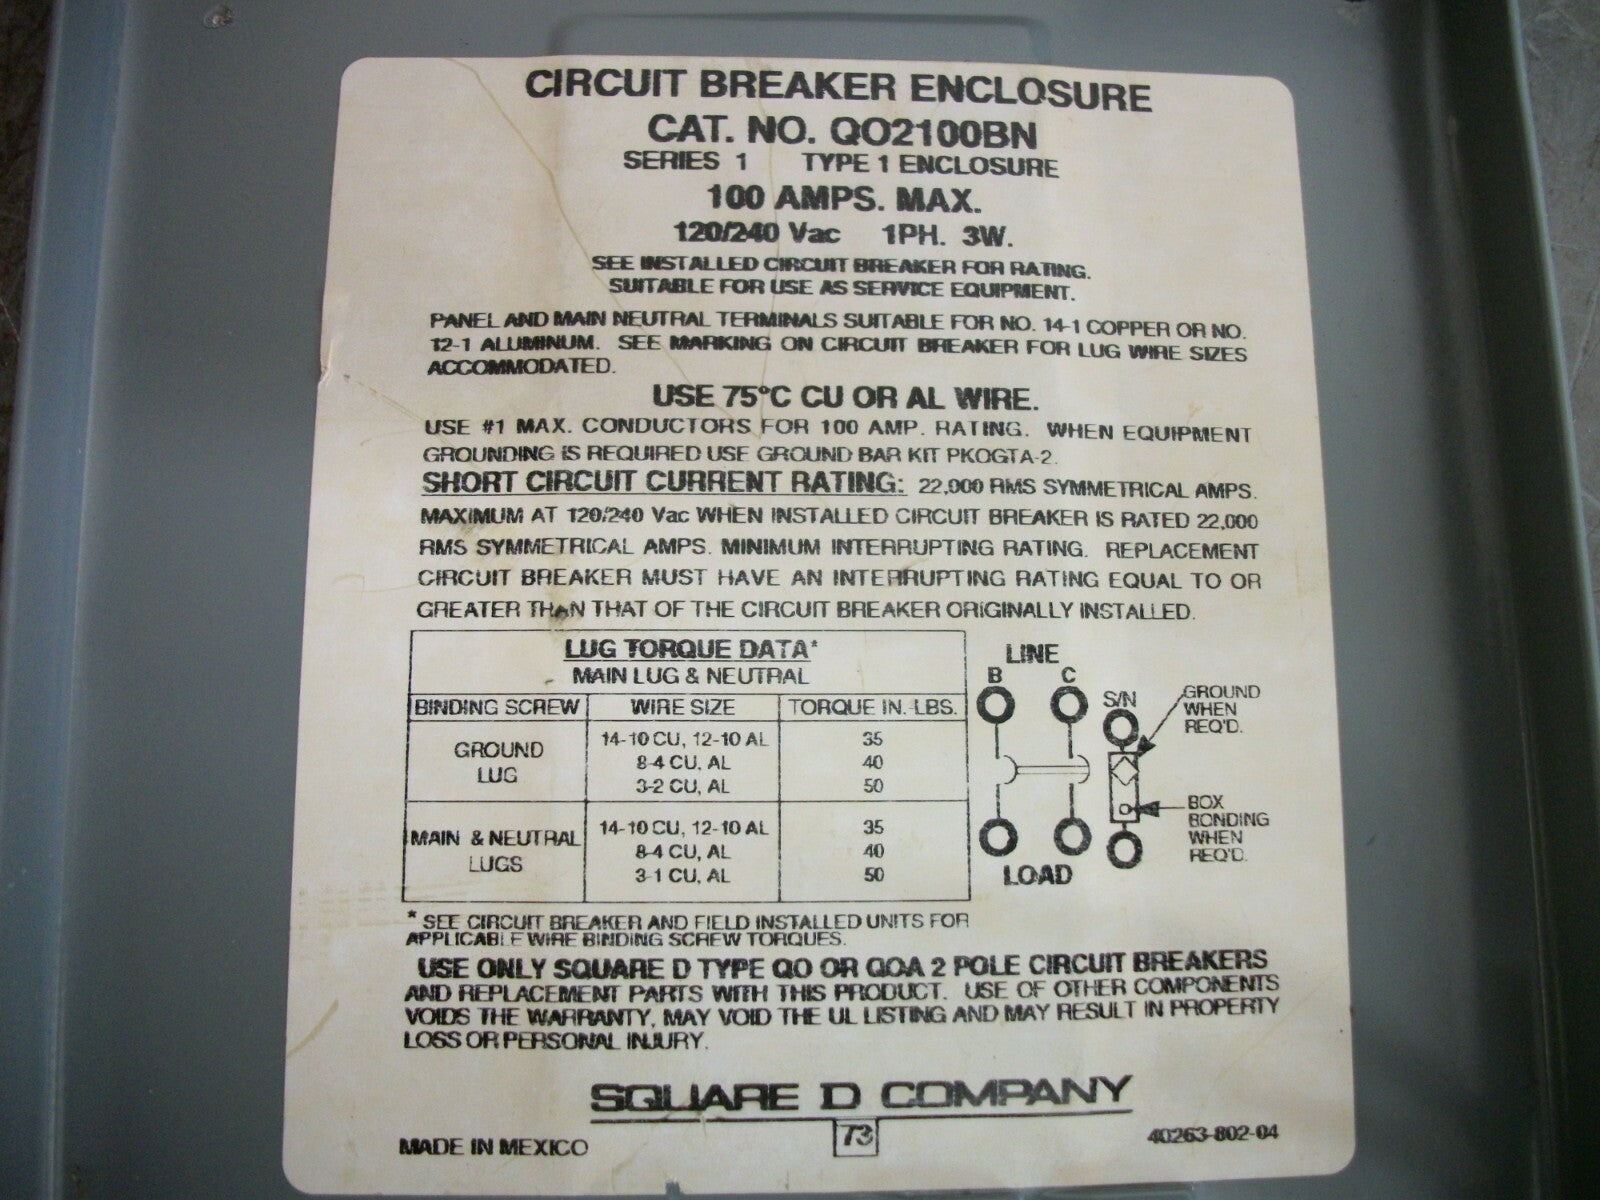 CIRCUIT BREAKER ENCLOSURE
CAT. NO. QO2100BN
SERIES 1 TYPE 1 ENCLOSURE
100 AMPS. MAX.
120/240 Vac 1PH. 3W.
SEE INSTALLED CIRCUIT BREAKER FOR RATING.
SUITABLE FOR USE AS SERVICE EQUIPMENT.
PANEL AND MAIN NEUTRAL TERMINALS SUITABLE FOR NO. 14-1 COPPER OR NO.
12-1 ALUMINUM. SEE MARKING ON CIRCUIT BREAKER FOR LUG WIRE SIZES
ACCOMMODATED.
USE 75°C CU OR AL WIRE.
USE #1 MAX. CONDUCTORS FOR 100 AMP. RATING. WHEN EQUIPMENT
GROUNDING IS REQUIRED USE GROUND BAR KIT PKOGTA-2.
SHORT CIRCUIT CURRENT RATING: 22,000 RMS SYMMETRICAL AMPS.
MAXIMUM AT 120/240 Vac WHEN INSTALLED CIRCUIT BREAKER IS RATED 22,000
RMS SYMMETRICAL AMPS. MINIMUM INTERRUPTING RATING. REPLACEMENT
CIRCUIT BREAKER MUST HAVE AN INTERRUPTING RATING EQUAL TO OR
GREATER THAN THAT OF THE CIRCUIT BREAKER ORIGINALLY INSTALLED.
LUG TORQUE DATA*
MAIN LUG & NEUTRAL
BINDING SCREW WIRE SIZE TORQUE IN.-LBS.
GROUND LUG
14-10 CU, 12-10 AL 35
8-4 CU, AL 40
3-2 CU, AL 50
MAIN & NEUTRAL LUGS
14-10 CU, 12-10 AL 35
8-4 CU, AL 40
3-1 CU, AL 50
LINE
B C S/N
GROUND
WHEN
REQ'D.
BOX
BONDING
WHEN
REQ'D.
LOAD
* SEE CIRCUIT BREAKER AND FIELD INSTALLED UNITS FOR
APPLICABLE WIRE BINDING SCREW TORQUES.
USE ONLY SQUARE D TYPE QO OR QOA 2 POLE CIRCUIT BREAKERS
AND REPLACEMENT PARTS WITH THIS PRODUCT. USE OF OTHER COMPONENTS
VOIDS THE WARRANTY, MAY VOID THE UL LISTING AND MAY RESULT IN PROPERTY
LOSS OR PERSONAL INJURY.
SQUARE D COMPANY
T3
MADE IN MEXICO
40263-802-04